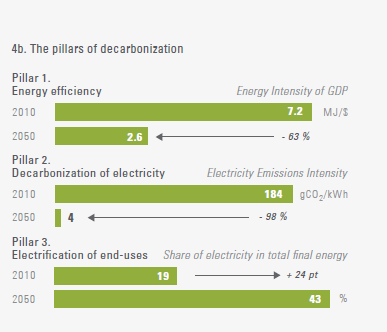 4b. The pillars of decarbonization
Pillar 1.
Energy efficiency Energy Intensity of GDP
2010 7.2 MJ/$
2050 2.6 - 63 %
Pillar 2.
Decarbonization of electricity Electricity Emissions Intensity
2010 184 gCO₂/kWh
2050 4 - 98 %
Pillar 3.
Electrification of end-uses Share of electricity in total final energy
2010 19 + 24 pt
2050 43 %